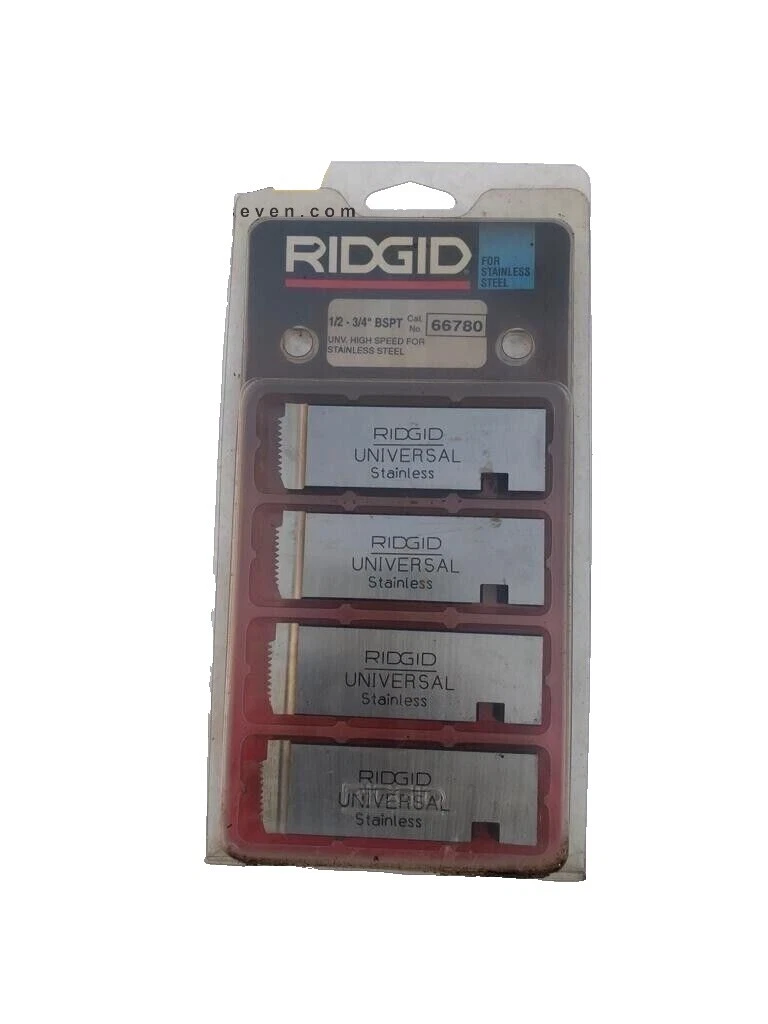 even.com
RIDGID
FOR
STAINLESS
STEEL
1/2 - 3/4" BSPT Cat. No. 66780
UNV. HIGH SPEED FOR
STAINLESS STEEL
RIDGID
UNIVERSAL
Stainless
RIDGID
UNIVERSAL
Stainless
RIDGID
UNIVERSAL
Stainless
RIDGID
UNIVERSAL
Stainless